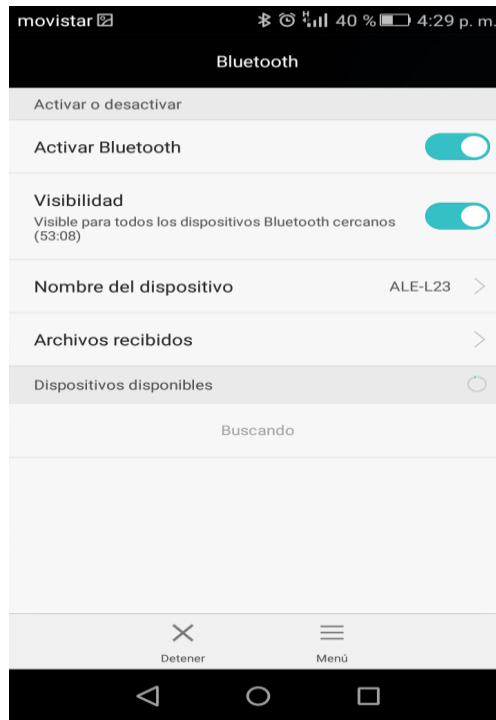 movistar H 40 % 4:29 p. m.
Bluetooth
Activar o desactivar
Activar Bluetooth
Visibilidad
Visible para todos los dispositivos Bluetooth cercanos
(53:08)
Nombre del dispositivo ALE-L23
Archivos recibidos
Dispositivos disponibles
Buscando
Detener Menú